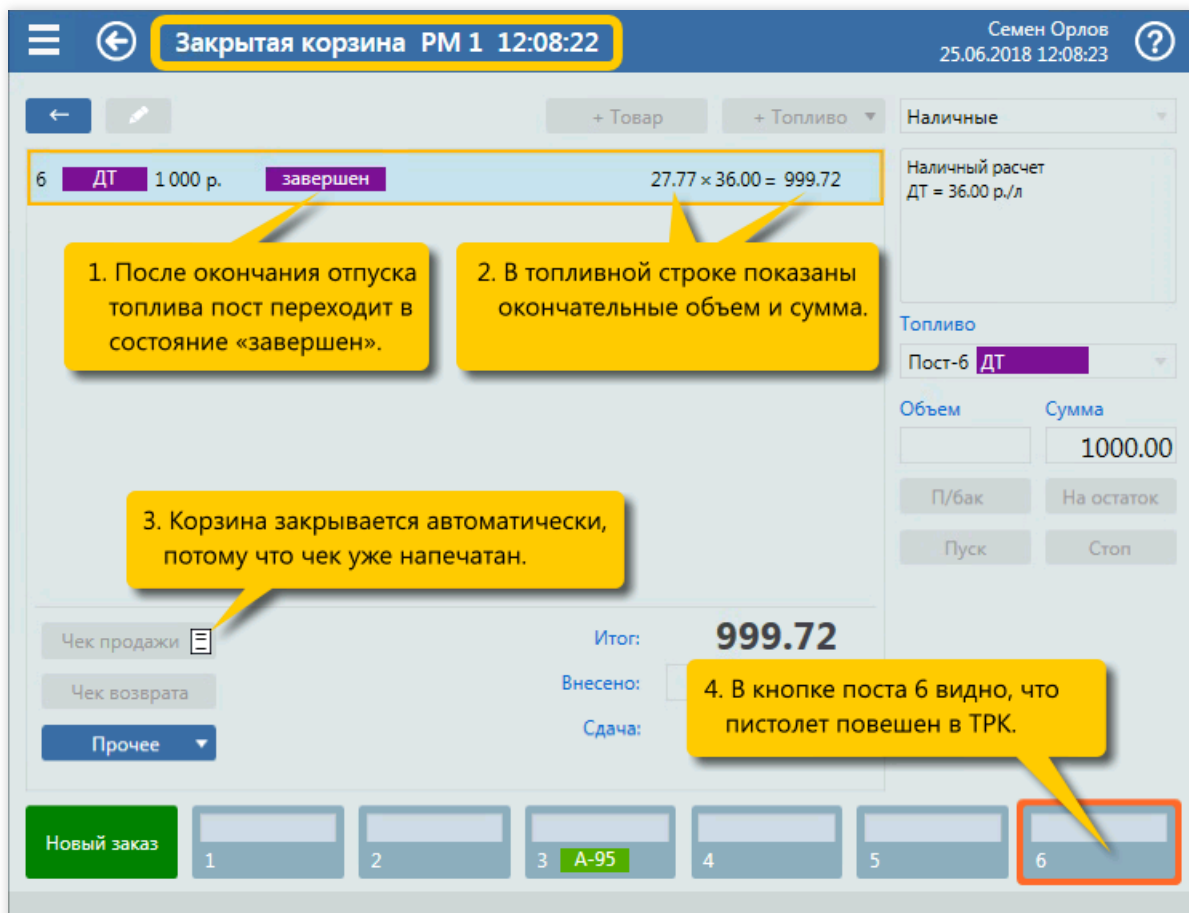 Закрытая корзина РМ 1 12:08:22
Семен Орлов
25.06.2018 12:08:23
?
+ Товар
+ Топливо
Наличные
6 ДТ 1 000 р. завершен 27.77 × 36.00 = 999.72
Наличный расчет
ДТ = 36.00 р./л
1. После окончания отпуска
топлива пост переходит в
состояние «завершен».
2. В топливной строке показаны
окончательные объем и сумма.
Топливо
Пост-6 ДТ
Объем Сумма
1000.00
П/бак На остаток
Пуск Стоп
3. Корзина закрывается автоматически,
потому что чек уже напечатан.
Чек продажи
Итог: 999.72
Чек возврата
Внесено:
4. В кнопке поста 6 видно, что
пистолет повешен в ТРК.
Прочее
Сдача:
Новый заказ
1
2
3 А-95
4
5
6